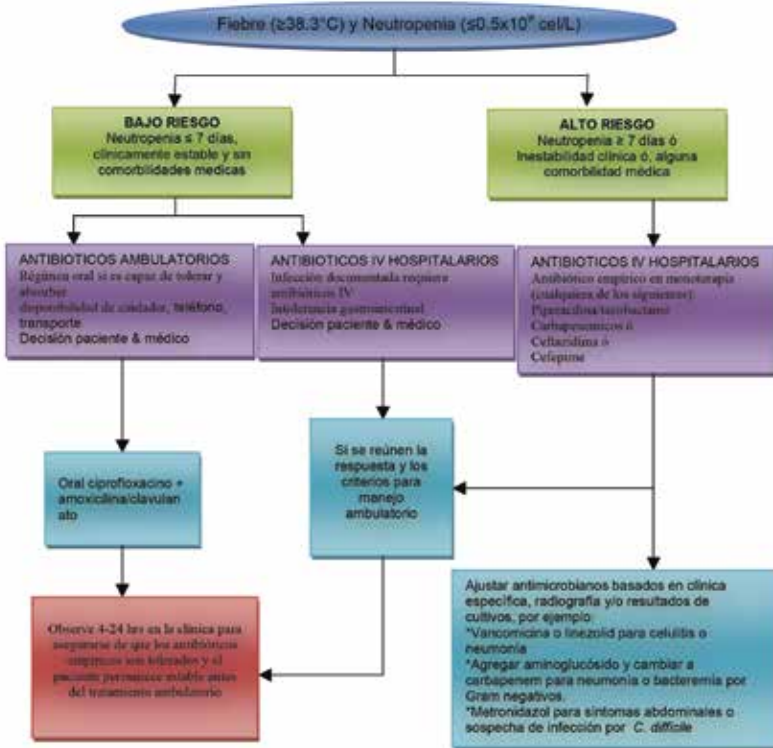 Fiebre (≥38.3°C) y Neutropenia (≤0.5x10⁹ cel/L)
BAJO RIESGO
Neutropenia ≤ 7 días,
clínicamente estable y sin
comorbilidades medicas
ALTO RIESGO
Neutropenia ≥ 7 días ó
Inestabilidad clínica ó, alguna
comorbilidad médica
ANTIBIOTICOS AMBULATORIOS
Régimen oral si es capaz de tolerar y
absorber
disponibilidad de cuidador, teléfono,
transporte
Decisión paciente & médico
ANTIBIOTICOS IV HOSPITALARIOS
Infección documentada requiere
antibióticos IV
Intolerancia gastrointestinal
Decisión paciente & médico
ANTIBIOTICOS IV HOSPITALARIOS
Antibiótico empírico en monoterapia
(cualquiera de los siguientes):
Piperacilina/tazobactam
Carbapenemicos ó
Ceftazidima ó
Cefepime
Oral ciprofloxacino +
amoxicilina/clavulan
ato
Si se reúnen la
respuesta y los
criterios para
manejo
ambulatorio
Observe 4-24 hrs en la clínica para
asegurarse de que los antibióticos
empíricos son tolerados y el
paciente permanece estable antes
del tratamiento ambulatorio
Ajustar antimicrobianos basados en clínica
específica, radiografía y/o resultados de
cultivos, por ejemplo:
*Vancomicina o linezolid para celulitis o
neumonía
*Agregar aminoglucósido y cambiar a
carbapenem para neumonía o bacteremia por
Gram negativos.
*Metronidazol para síntomas abdominales o
sospecha de infección por C. difficile